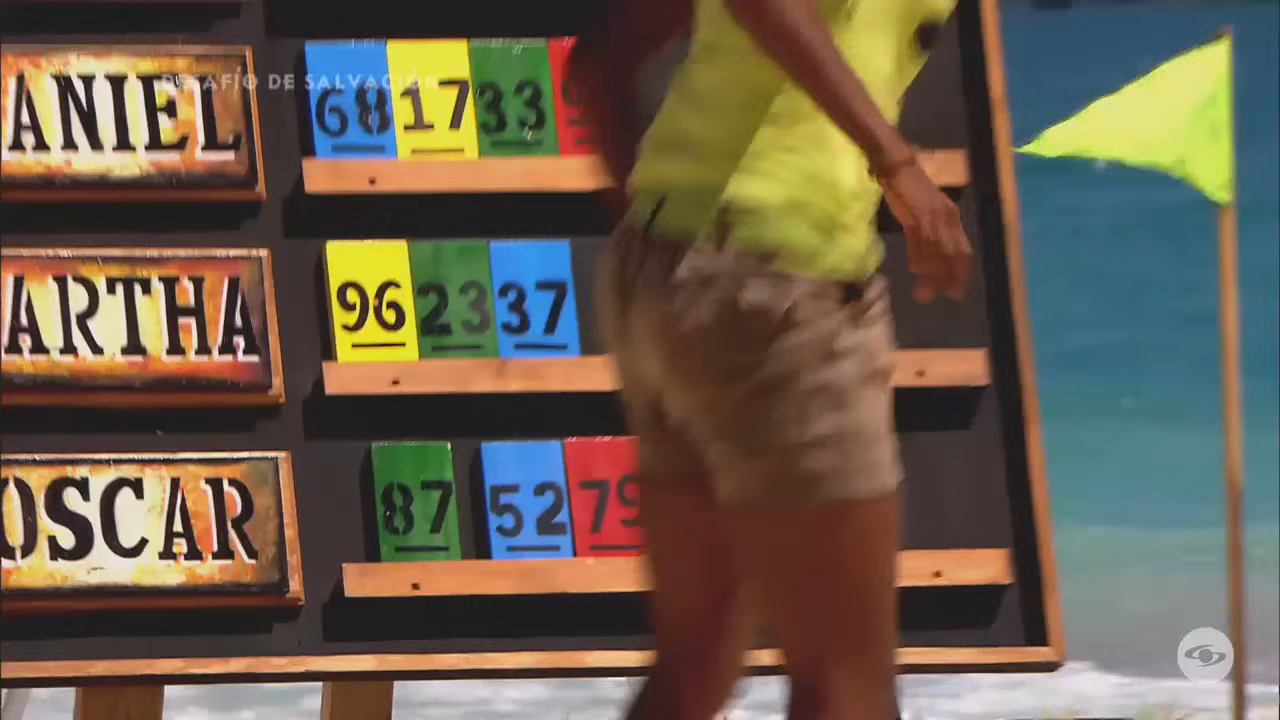 DESAFÍO DE SALVACIÓN
ANIEL 68 17 33
ARTHA 96 23 37
OSCAR 87 52 79